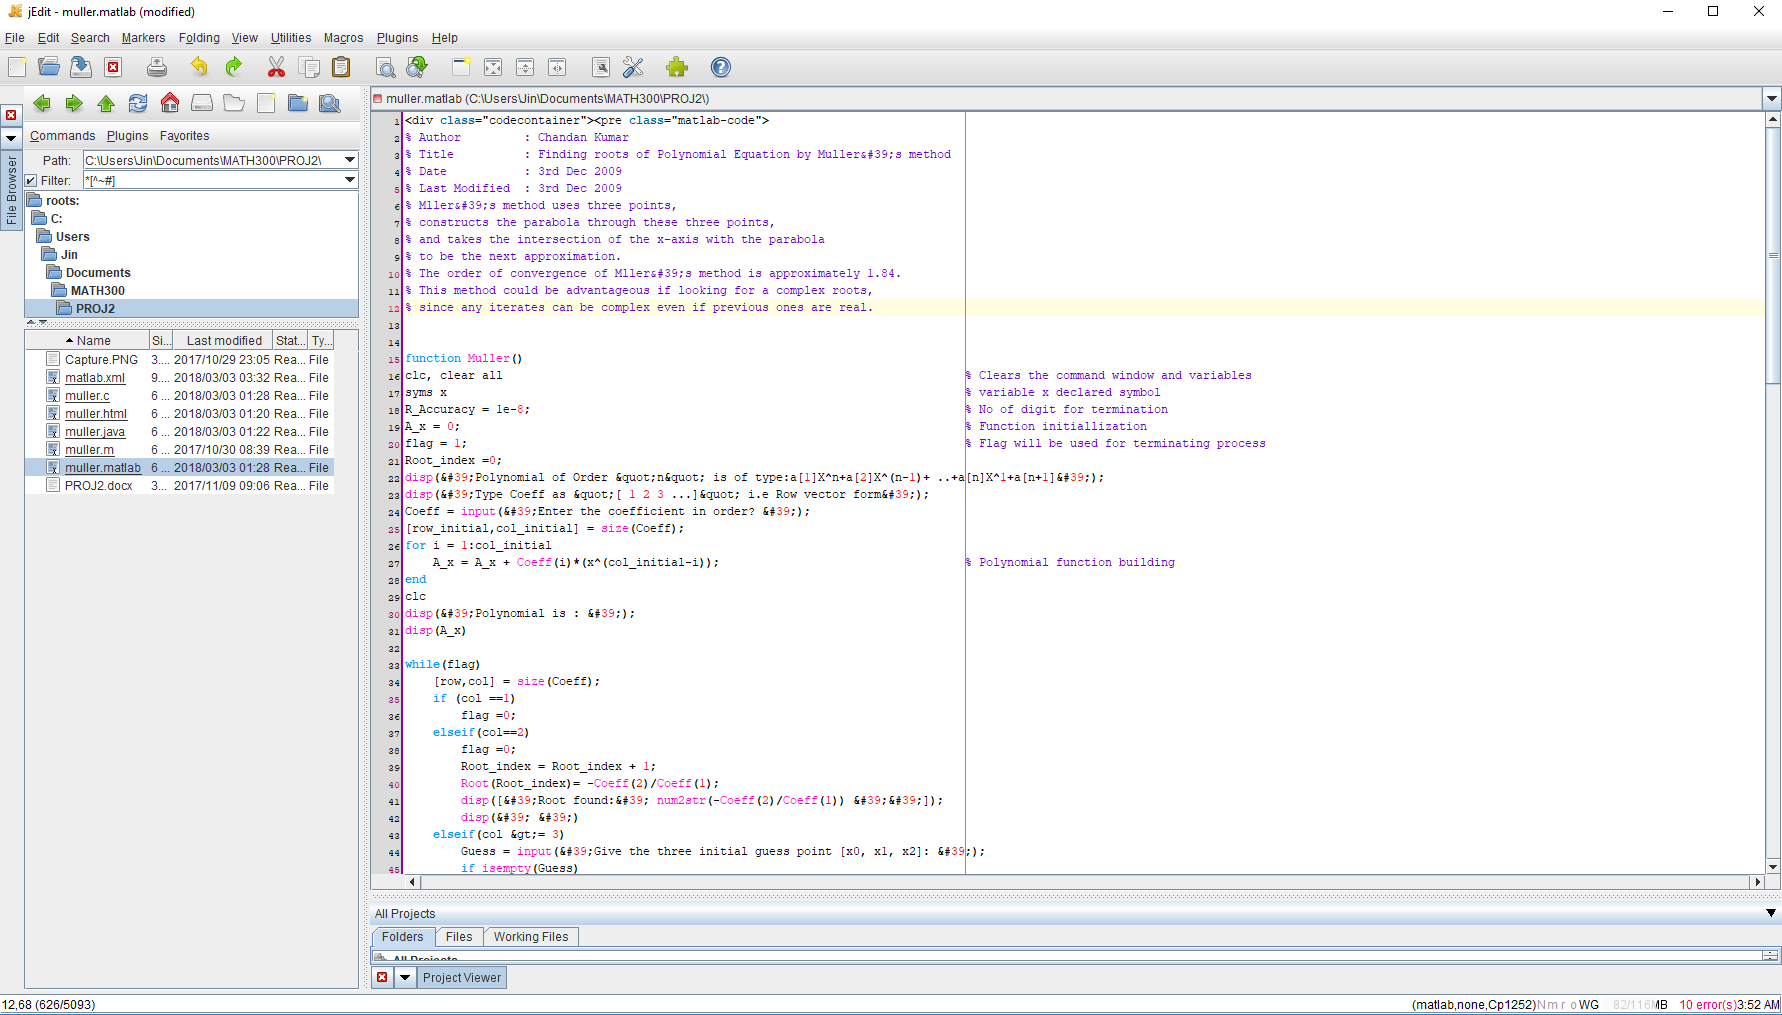 jEdit - muller.matlab (modified)
File Edit Search Markers Folding View Utilities Macros Plugins Help
muller.matlab (C:\Users\Jin\Documents\MATH300\PROJ2\)
File Browser
Commands Plugins Favorites
Path: C:\Users\Jin\Documents\MATH300\PROJ2\
Filter: *[^~#]
roots:
C:
Users
Jin
Documents
MATH300
PROJ2
Name Si... Last modified Stat... Ty...
Capture.PNG 3.... 2017/10/29 23:05 Rea... File
matlab.xml 9.... 2018/03/03 03:32 Rea... File
muller.c 6 ... 2018/03/03 01:28 Rea... File
muller.html 6 ... 2018/03/03 01:20 Rea... File
muller.java 6 ... 2018/03/03 01:22 Rea... File
muller.m 6 ... 2017/10/30 08:39 Rea... File
muller.matlab 6 ... 2018/03/03 01:28 Rea... File
PROJ2.docx 3.... 2017/11/09 09:06 Rea... File
1 <div class="codecontainer"><pre class="matlab-code">
2 % Author : Chandan Kumar
3 % Title : Finding roots of Polynomial Equation by Muller&#39;s method
4 % Date : 3rd Dec 2009
5 % Last Modified : 3rd Dec 2009
6 % Mller&#39;s method uses three points,
7 % constructs the parabola through these three points,
8 % and takes the intersection of the x-axis with the parabola
9 % to be the next approximation.
10 % The order of convergence of Mller&#39;s method is approximately 1.84.
11 % This method could be advantageous if looking for a complex roots,
12 % since any iterates can be complex even if previous ones are real.
13
14
15 function Muller()
16 clc, clear all % Clears the command window and variables
17 syms x % variable x declared symbol
18 R_Accuracy = 1e-8; % No of digit for termination
19 A_x = 0; % Function initiallization
20 flag = 1; % Flag will be used for terminating process
21 Root_index =0;
22 disp(&#39;Polynomial of Order &quot;n&quot; is of type:a[1]X^n+a[2]X^(n-1)+ ..+a[n]X^1+a[n+1]&#39;);
23 disp(&#39;Type Coeff as &quot;[ 1 2 3 ...]&quot; i.e Row vector form&#39;);
24 Coeff = input(&#39;Enter the coefficient in order? &#39;);
25 [row_initial,col_initial] = size(Coeff);
26 for i = 1:col_initial
27 A_x = A_x + Coeff(i)*(x^(col_initial-i)); % Polynomial function building
28 end
29 clc
30 disp(&#39;Polynomial is : &#39;);
31 disp(A_x)
32
33 while(flag)
34 [row,col] = size(Coeff);
35 if (col ==1)
36 flag =0;
37 elseif(col==2)
38 flag =0;
39 Root_index = Root_index + 1;
40 Root(Root_index)= -Coeff(2)/Coeff(1);
41 disp([&#39;Root found:&#39; num2str(-Coeff(2)/Coeff(1)) &#39;&#39;]);
42 disp(&#39; &#39;)
43 elseif(col &gt;= 3)
44 Guess = input(&#39;Give the three initial guess point [x0, x1, x2]: &#39;);
45 if isempty(Guess)
All Projects
Folders Files Working Files
All Projects
Project Viewer
12,68 (626/5093)
(matlab,none,Cp1252)Nm r o WG 82/116MB 10 error(s)3:52 AM